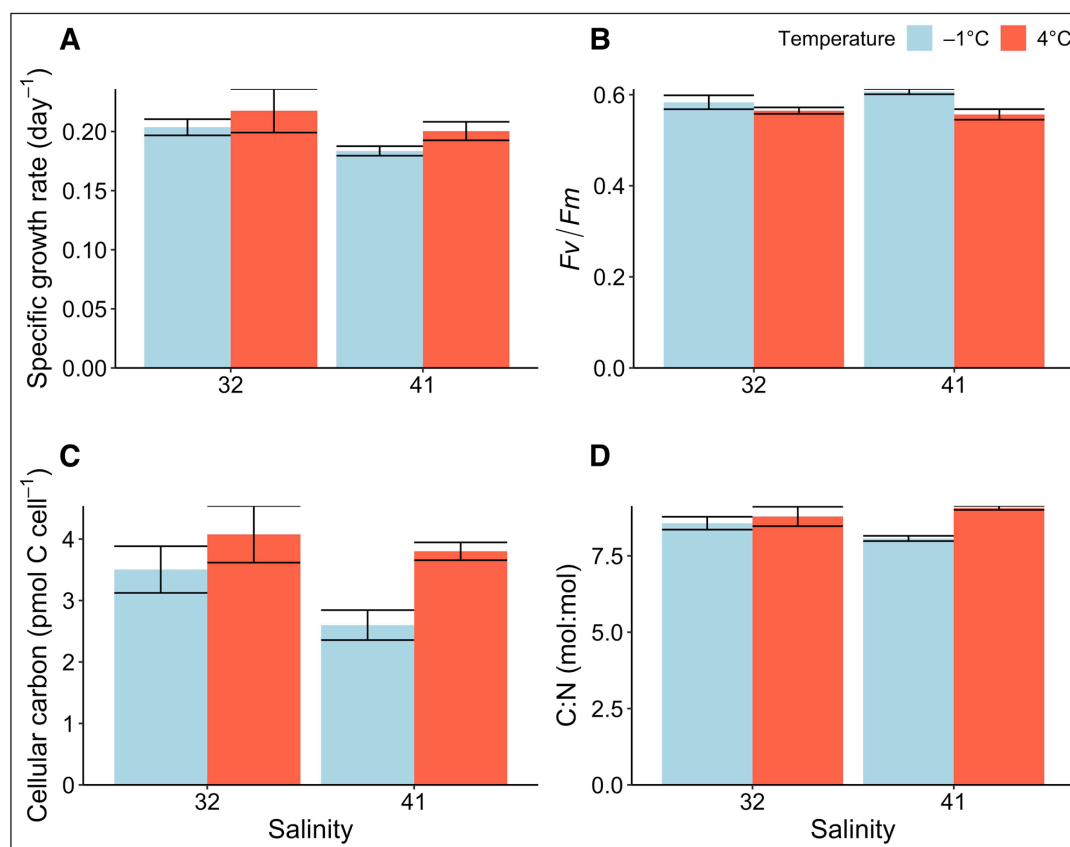 A
B
Temperature –1°C 4°C
Specific growth rate (day⁻¹)
0.20
0.15
0.10
0.05
0.00
32 41
Fv/Fm
0.6
0.4
0.2
0.0
32 41
C
D
Cellular carbon (pmol C cell⁻¹)
4
3
2
1
0
32 41
Salinity
C:N (mol:mol)
7.5
5.0
2.5
0.0
32 41
Salinity